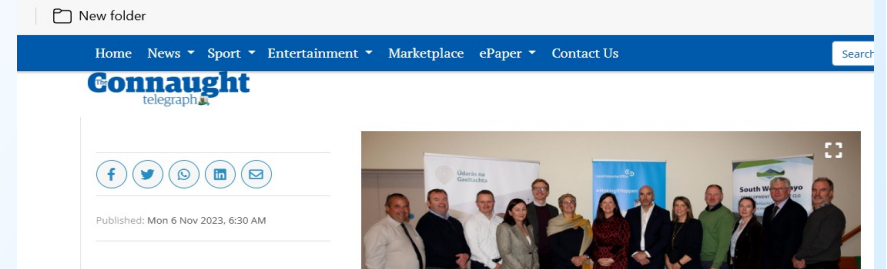 New folder
Home News Sport Entertainment Marketplace ePaper Contact Us
Search
The
Connaught
telegraph
Published: Mon 6 Nov 2023, 6:30 AM
Údarás na
Gaeltachta
South West Mayo